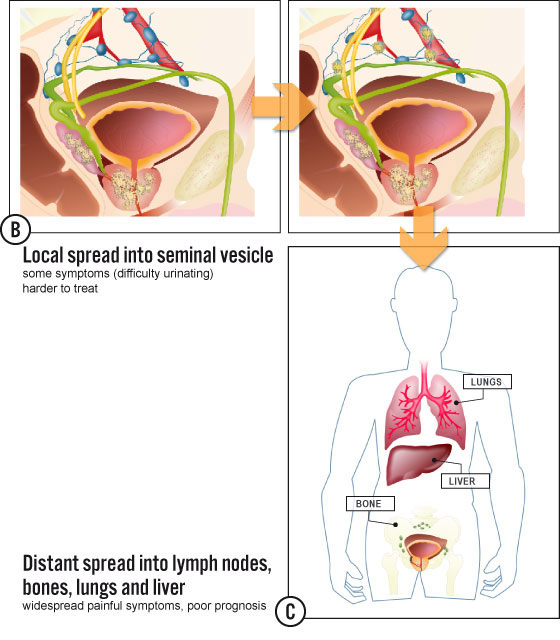 B
Local spread into seminal vesicle
some symptoms (difficulty urinating)
harder to treat
LUNGS
LIVER
BONE
Distant spread into lymph nodes,
bones, lungs and liver
widespread painful symptoms, poor prognosis
C